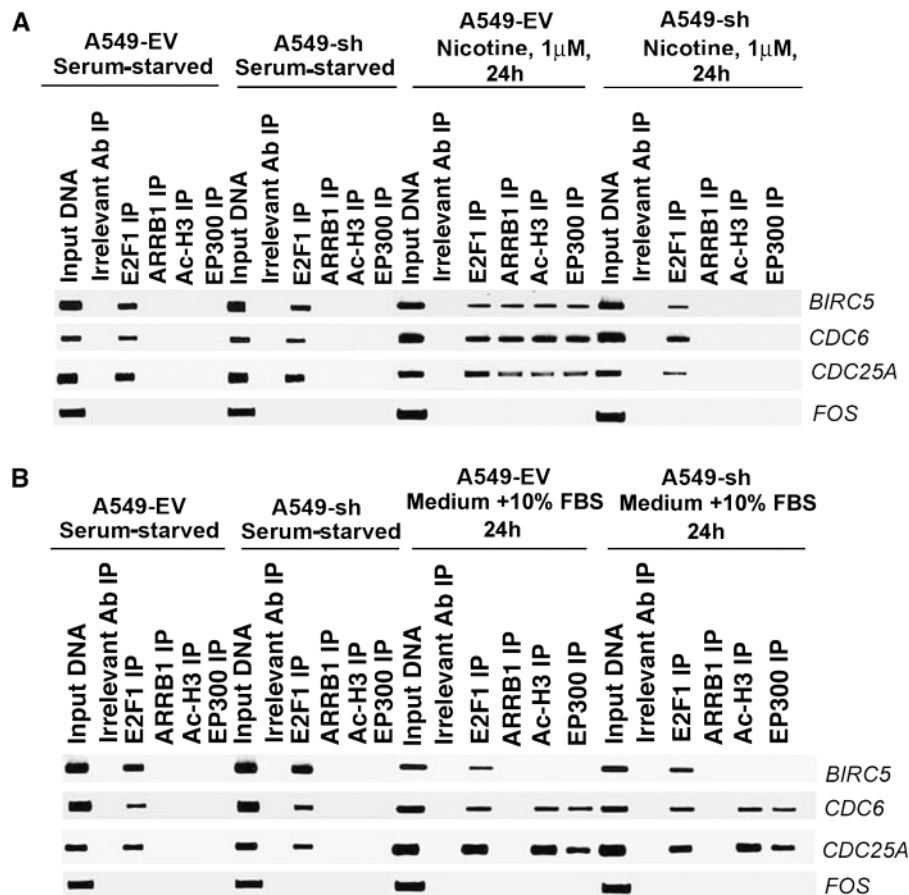 A
A549-EV
Serum-starved
A549-sh
Serum-starved
A549-EV
Nicotine, 1μM,
24h
A549-sh
Nicotine, 1μM,
24h
Input DNA
Irrelevant Ab IP
E2F1 IP
ARRB1 IP
Ac-H3 IP
EP300 IP
Input DNA
Irrelevant Ab IP
E2F1 IP
ARRB1 IP
Ac-H3 IP
EP300 IP
Input DNA
Irrelevant Ab IP
E2F1 IP
ARRB1 IP
Ac-H3 IP
EP300 IP
Input DNA
Irrelevant Ab IP
E2F1 IP
ARRB1 IP
Ac-H3 IP
EP300 IP
BIRC5
CDC6
CDC25A
FOS
B
A549-EV
Serum-starved
A549-sh
Serum-starved
A549-EV
Medium +10% FBS
24h
A549-sh
Medium +10% FBS
24h
Input DNA
Irrelevant Ab IP
E2F1 IP
ARRB1 IP
Ac-H3 IP
EP300 IP
Input DNA
Irrelevant Ab IP
E2F1 IP
ARRB1 IP
Ac-H3 IP
EP300 IP
Input DNA
Irrelevant Ab IP
E2F1 IP
ARRB1 IP
Ac-H3 IP
EP300 IP
Input DNA
Irrelevant Ab IP
E2F1 IP
ARRB1 IP
Ac-H3 IP
EP300 IP
BIRC5
CDC6
CDC25A
FOS